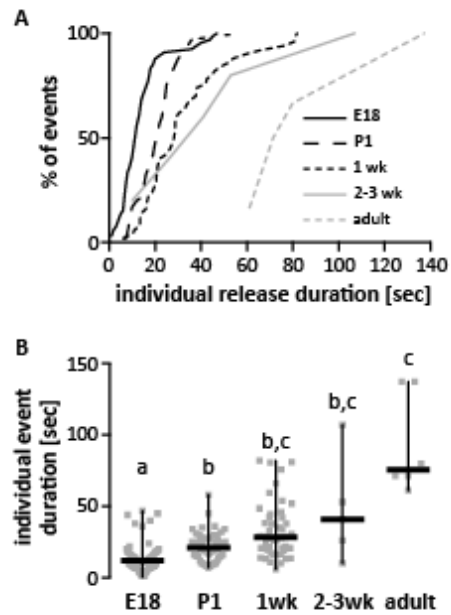 A
100
50
0
% of events
E18
P1
1 wk
2-3 wk
adult
0 20 40 60 80 100 120 140
individual release duration [sec]
B
individual event
duration [sec]
150
100
50
0
a
b
b,c
b,c
c
E18 P1 1wk 2-3wk adult